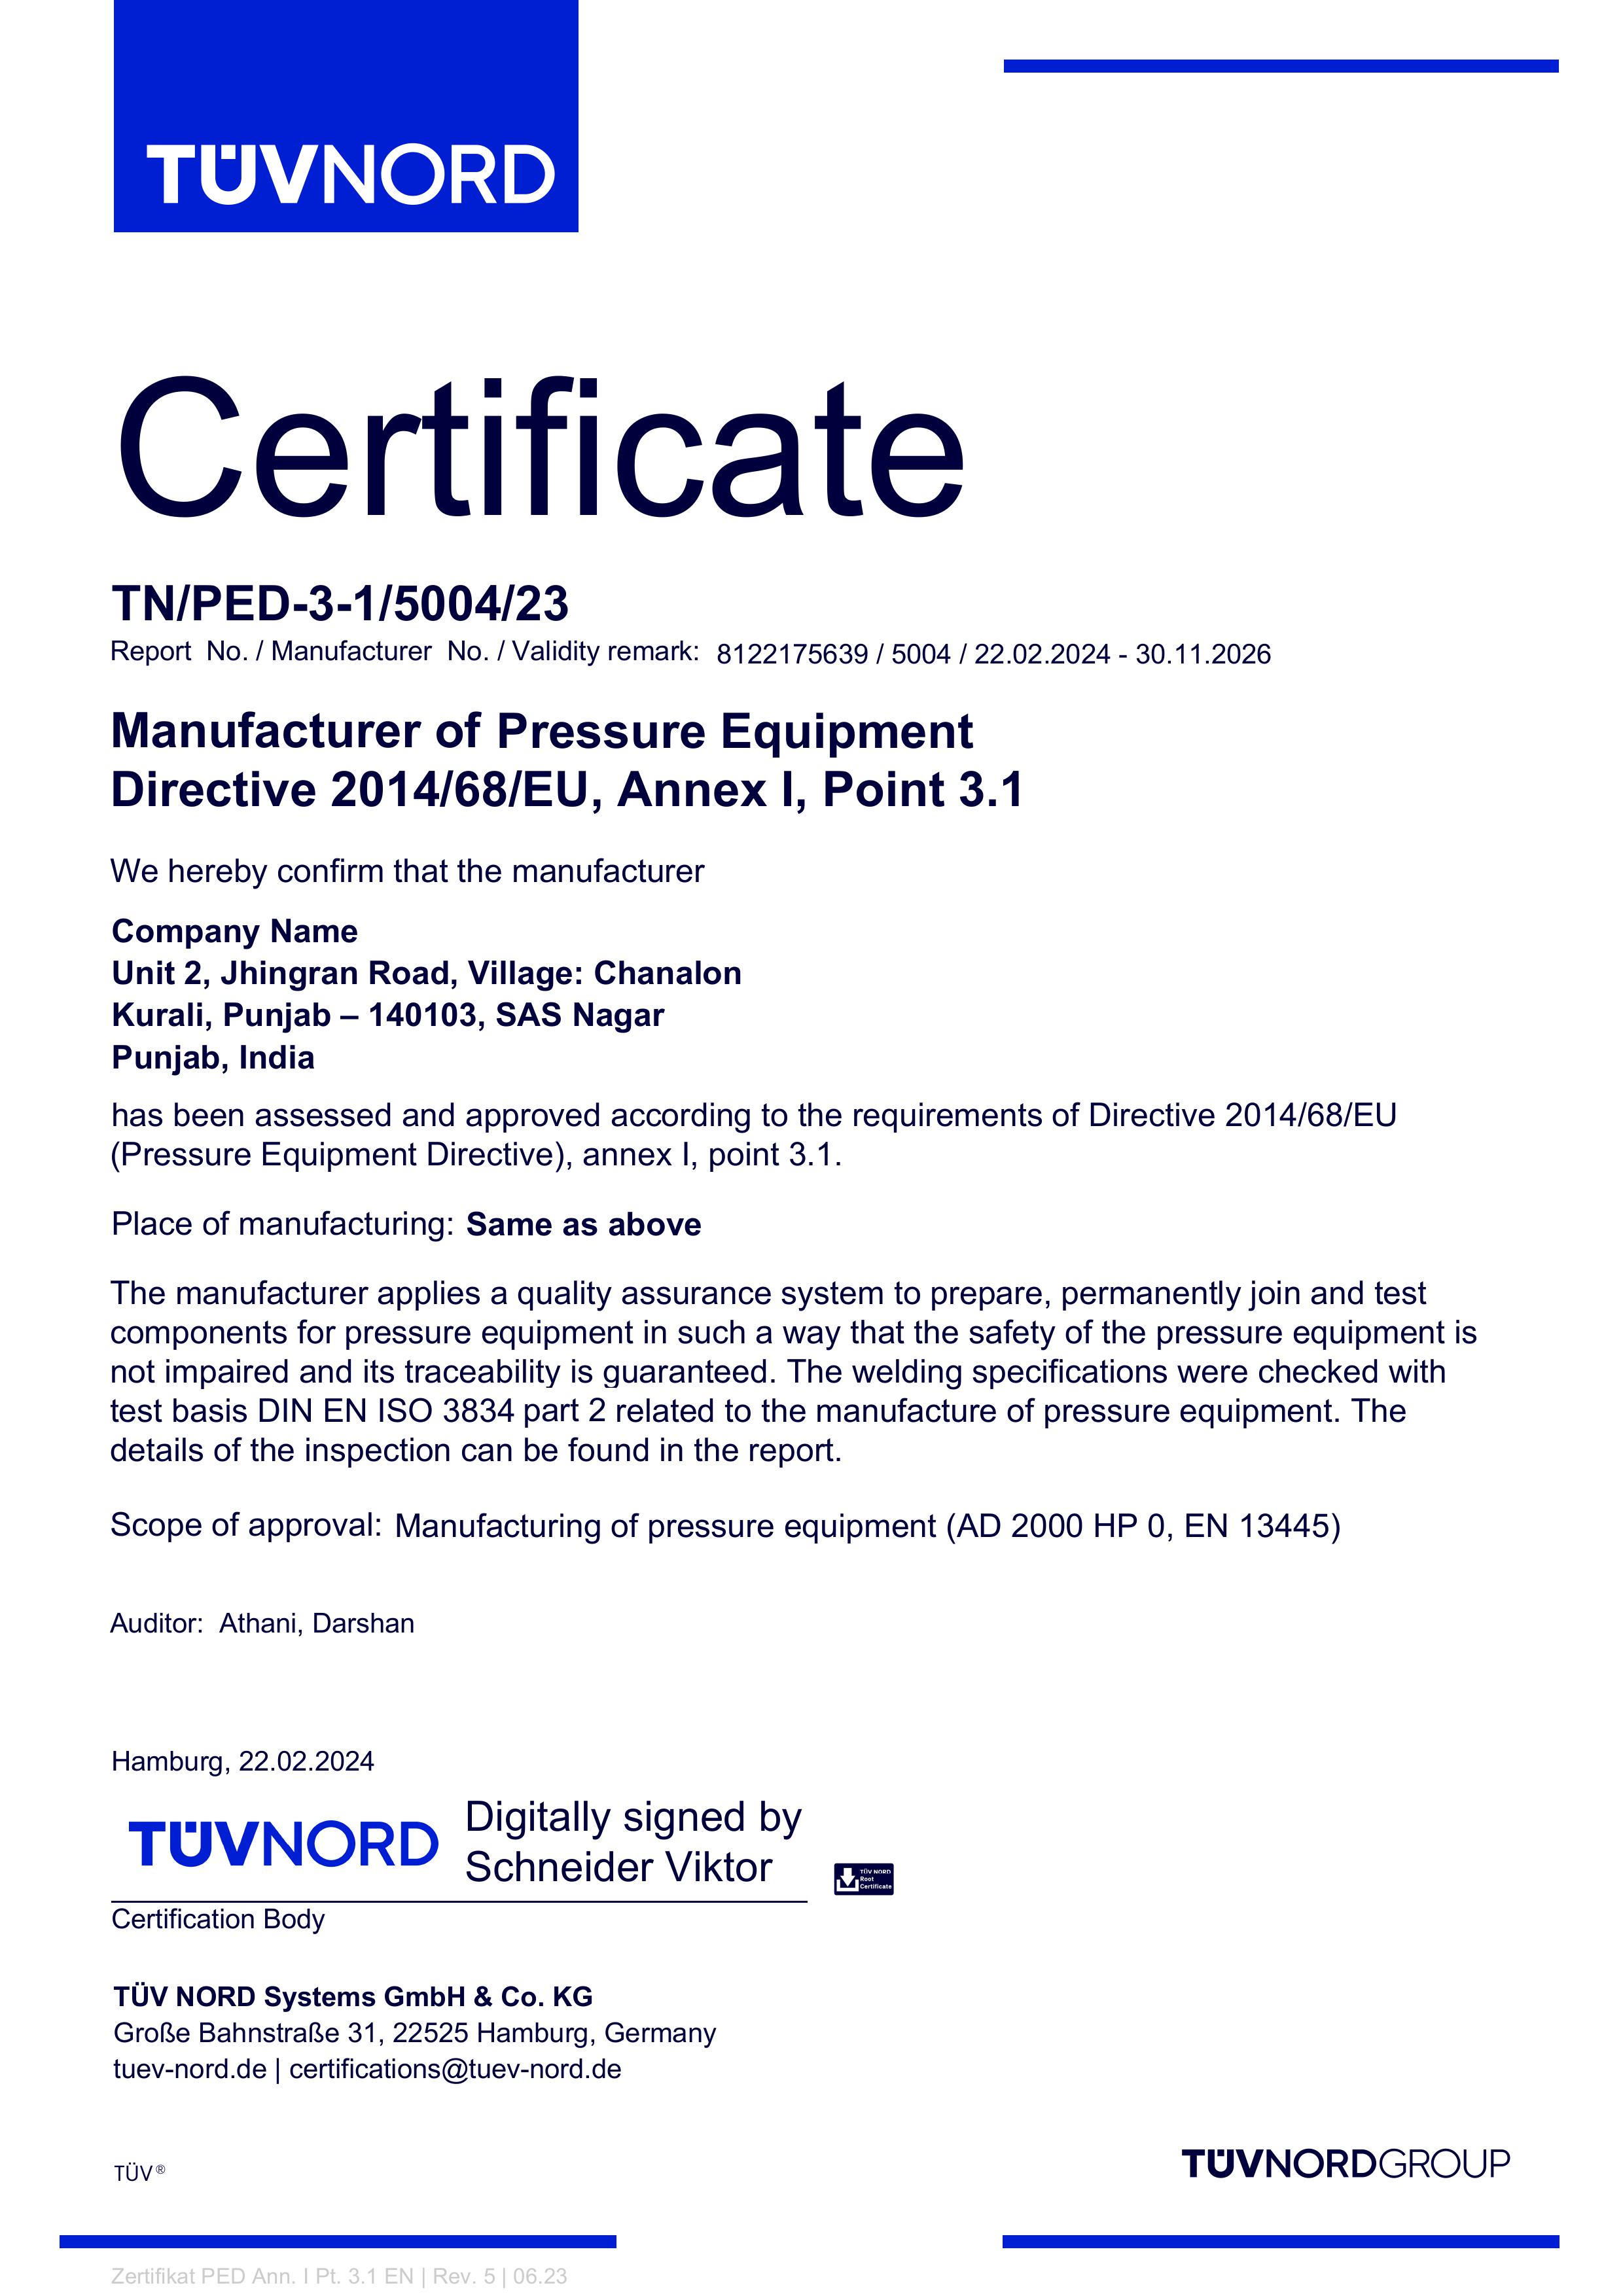 TÜVNORD
Certificate
TN/PED-3-1/5004/23
Report No. / Manufacturer No. / Validity remark: 8122175639 / 5004 / 22.02.2024 - 30.11.2026
Manufacturer of Pressure Equipment
Directive 2014/68/EU, Annex I, Point 3.1
We hereby confirm that the manufacturer
Company Name
Unit 2, Jhingran Road, Village: Chanalon
Kurali, Punjab – 140103, SAS Nagar
Punjab, India
has been assessed and approved according to the requirements of Directive 2014/68/EU
(Pressure Equipment Directive), annex I, point 3.1.
Place of manufacturing: Same as above
The manufacturer applies a quality assurance system to prepare, permanently join and test
components for pressure equipment in such a way that the safety of the pressure equipment is
not impaired and its traceability is guaranteed. The welding specifications were checked with
test basis DIN EN ISO 3834 part 2 related to the manufacture of pressure equipment. The
details of the inspection can be found in the report.
Scope of approval: Manufacturing of pressure equipment (AD 2000 HP 0, EN 13445)
Auditor: Athani, Darshan
Hamburg, 22.02.2024
TÜVNORD
Digitally signed by
Schneider Viktor
TÜV NORD
Root
Certificate
Certification Body
TÜV NORD Systems GmbH & Co. KG
Große Bahnstraße 31, 22525 Hamburg, Germany
tuev-nord.de | certifications@tuev-nord.de
TÜV®
TÜVNORDGROUP
Zertifikat PED Ann. I Pt. 3.1 EN | Rev. 5 | 06.23